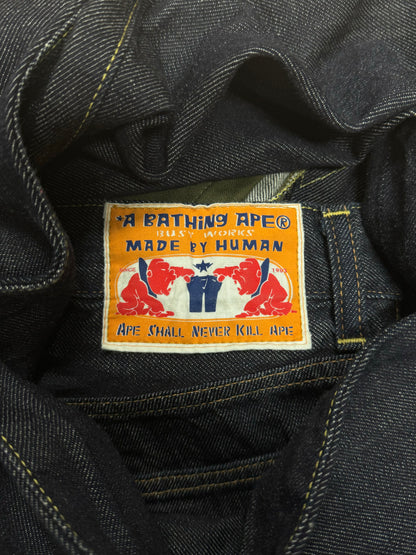 *A BATHING APE®
BUSY WORKS
MADE BY HUMAN
SINCE 1993
APE SHALL NEVER KILL APE